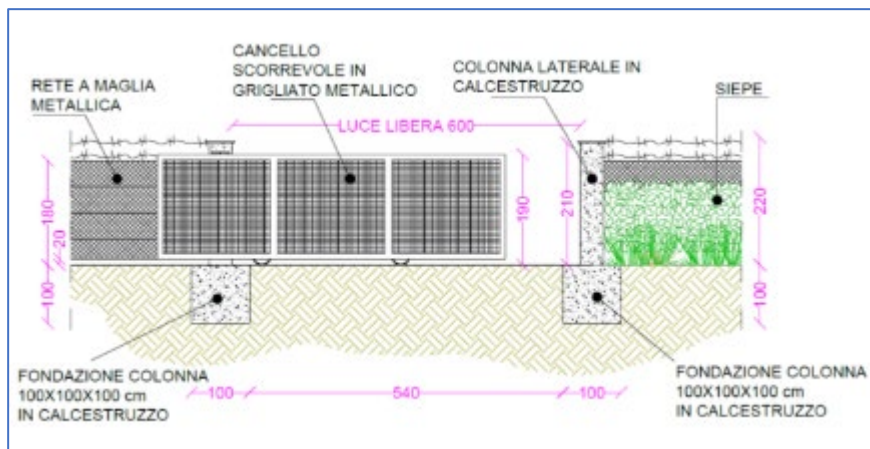 CANCELLO
SCORREVOLE IN
GRIGLIATO METALLICO
RETE A MAGLIA
METALLICA
COLONNA LATERALE IN
CALCESTRUZZO
SIEPE
LUCE LIBERA 600
180
20
100
190
210
220
100
FONDAZIONE COLONNA
100X100X100 cm
IN CALCESTRUZZO
100
540
100
FONDAZIONE COLONNA
100X100X100 cm
IN CALCESTRUZZO